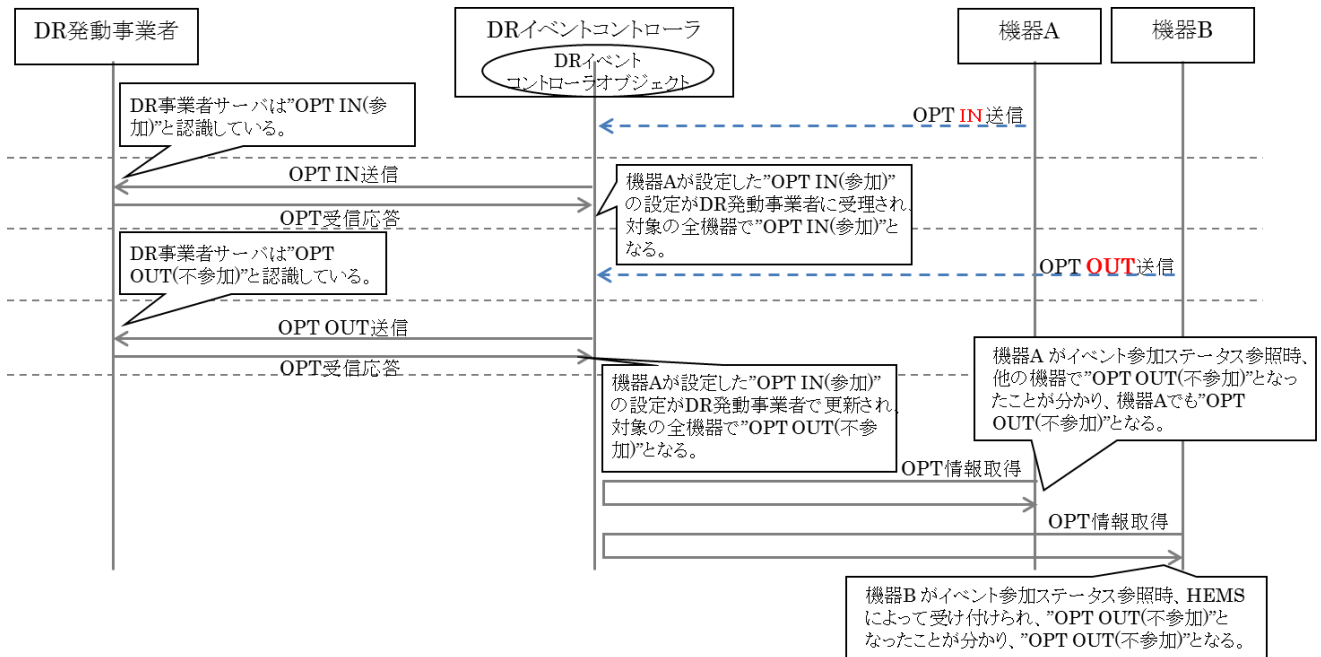 DR発動事業者
DRイベントコントローラ
DRイベント
コントローラオブジェクト
機器A
機器B
DR事業者サーバは”OPT IN(参
加)”と認識している。
OPT IN送信
OPT IN送信
OPT受信応答
機器Aが設定した”OPT IN(参加)”
の設定がDR発動事業者に受理され、
対象の全機器で”OPT IN(参加)”と
なる。
DR事業者サーバは”OPT
OUT(不参加)”と認識している。
OPT OUT送信
OPT OUT送信
OPT受信応答
機器Aが設定した”OPT IN(参加)”
の設定がDR発動事業者で更新され、
対象の全機器で”OPT OUT(不参
加)”となる。
機器A がイベント参加ステータス参照時、
他の機器で”OPT OUT(不参加)”となっ
たことが分かり、機器Aでも”OPT
OUT(不参加)”となる。
OPT情報取得
OPT情報取得
機器B がイベント参加ステータス参照時、HEMS
によって受け付けられ、”OPT OUT(不参加)”と
なったことが分かり、”OPT OUT(不参加)”となる。